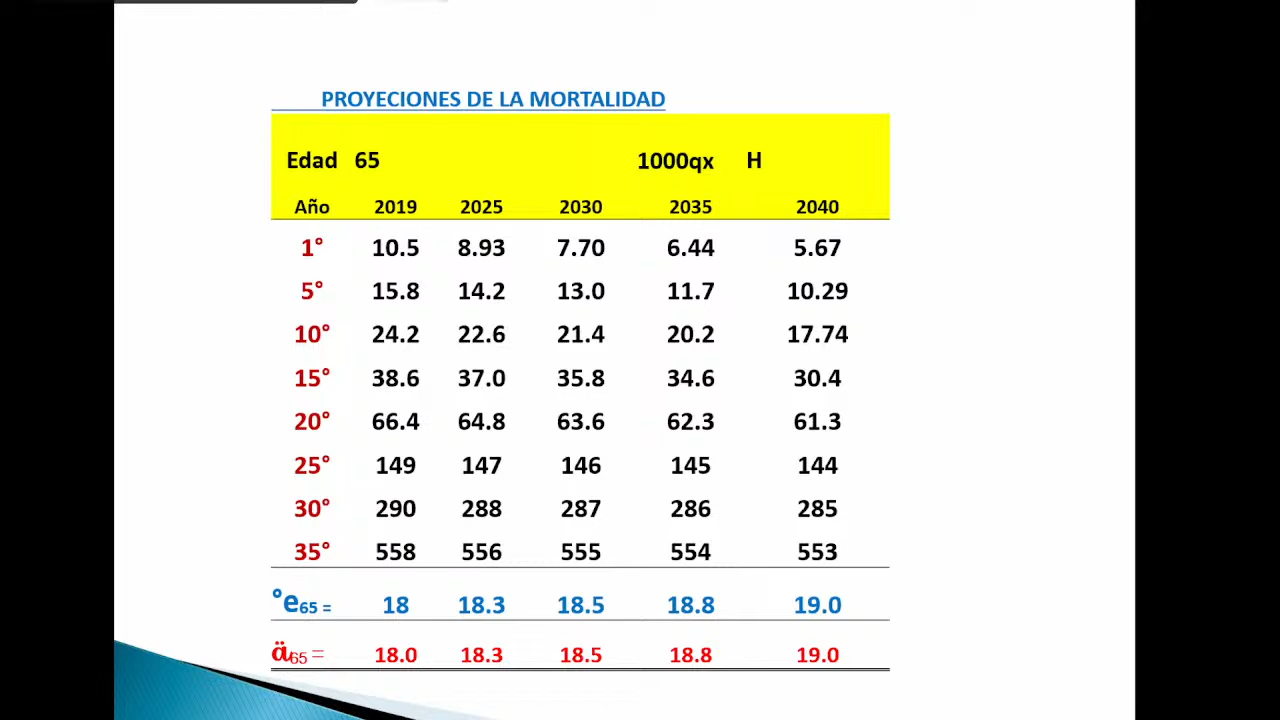 PROYECIONES DE LA MORTALIDAD
Edad 65 1000qx H
Año 2019 2025 2030 2035 2040
1° 10.5 8.93 7.70 6.44 5.67
5° 15.8 14.2 13.0 11.7 10.29
10° 24.2 22.6 21.4 20.2 17.74
15° 38.6 37.0 35.8 34.6 30.4
20° 66.4 64.8 63.6 62.3 61.3
25° 149 147 146 145 144
30° 290 288 287 286 285
35° 558 556 555 554 553
°e65 = 18 18.3 18.5 18.8 19.0
ä65 = 18.0 18.3 18.5 18.8 19.0